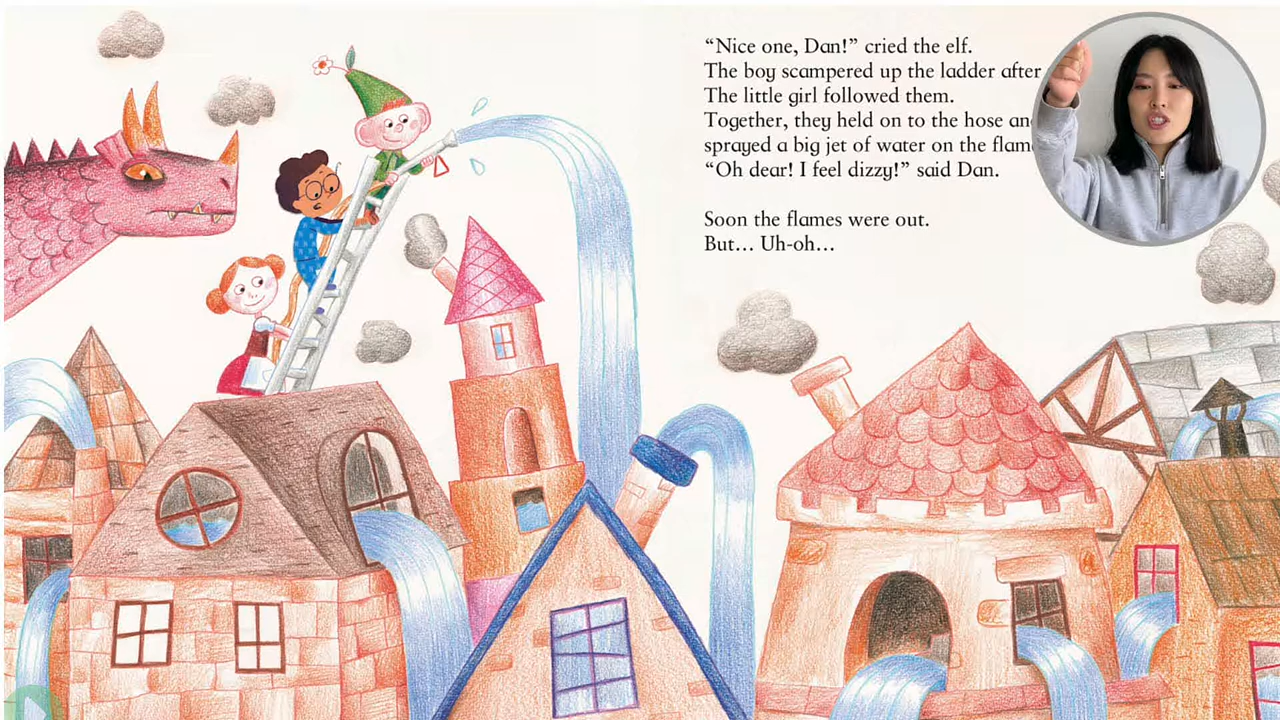 “Nice one, Dan!” cried the elf.
The boy scampered up the ladder after
The little girl followed them.
Together, they held on to the hose
sprayed a big jet of water on the
“Oh dear! I feel dizzy!” said Dan.
Soon the flames were out.
But… Uh-oh…